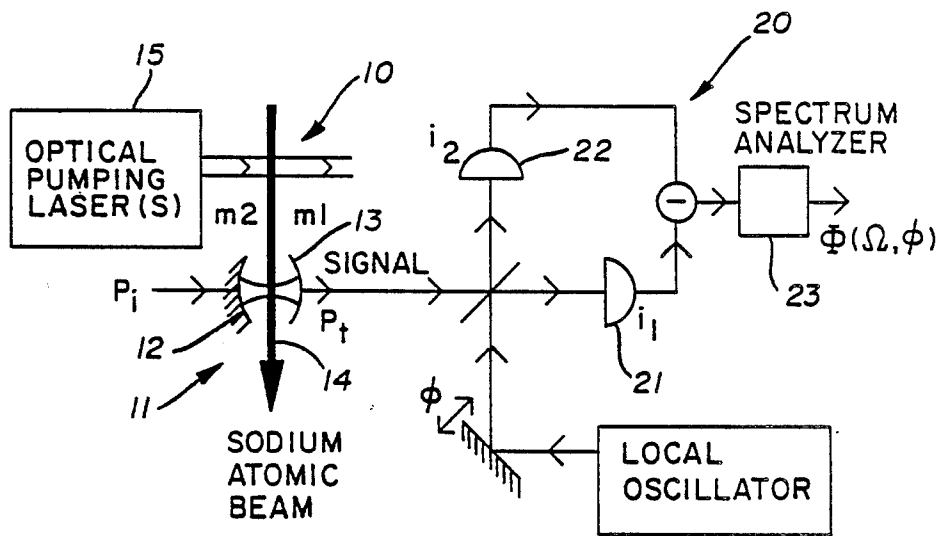 15
10
20
OPTICAL
PUMPING
LASER(S)
m2
m1
13
i2
22
SPECTRUM
ANALYZER
−
Φ(Ω,φ)
23
Pi
SIGNAL
Pt
12
i1
21
11
14
φ
SODIUM
ATOMIC
BEAM
LOCAL
OSCILLATOR